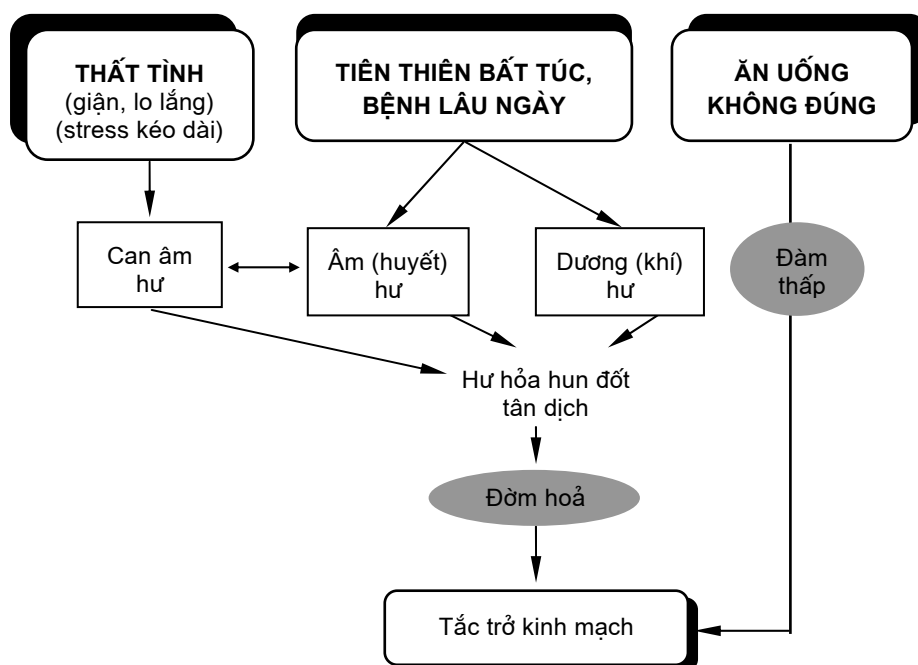 THẤT TÌNH
(giận, lo lắng)
(stress kéo dài)
TIÊN THIÊN BẤT TÚC,
BỆNH LÂU NGÀY
ĂN UỐNG
KHÔNG ĐÚNG
Can âm
hư
Âm (huyết)
hư
Dương (khí)
hư
Đàm
thấp
Hư hỏa hun đốt
tân dịch
Đờm hoả
Tắc trở kinh mạch